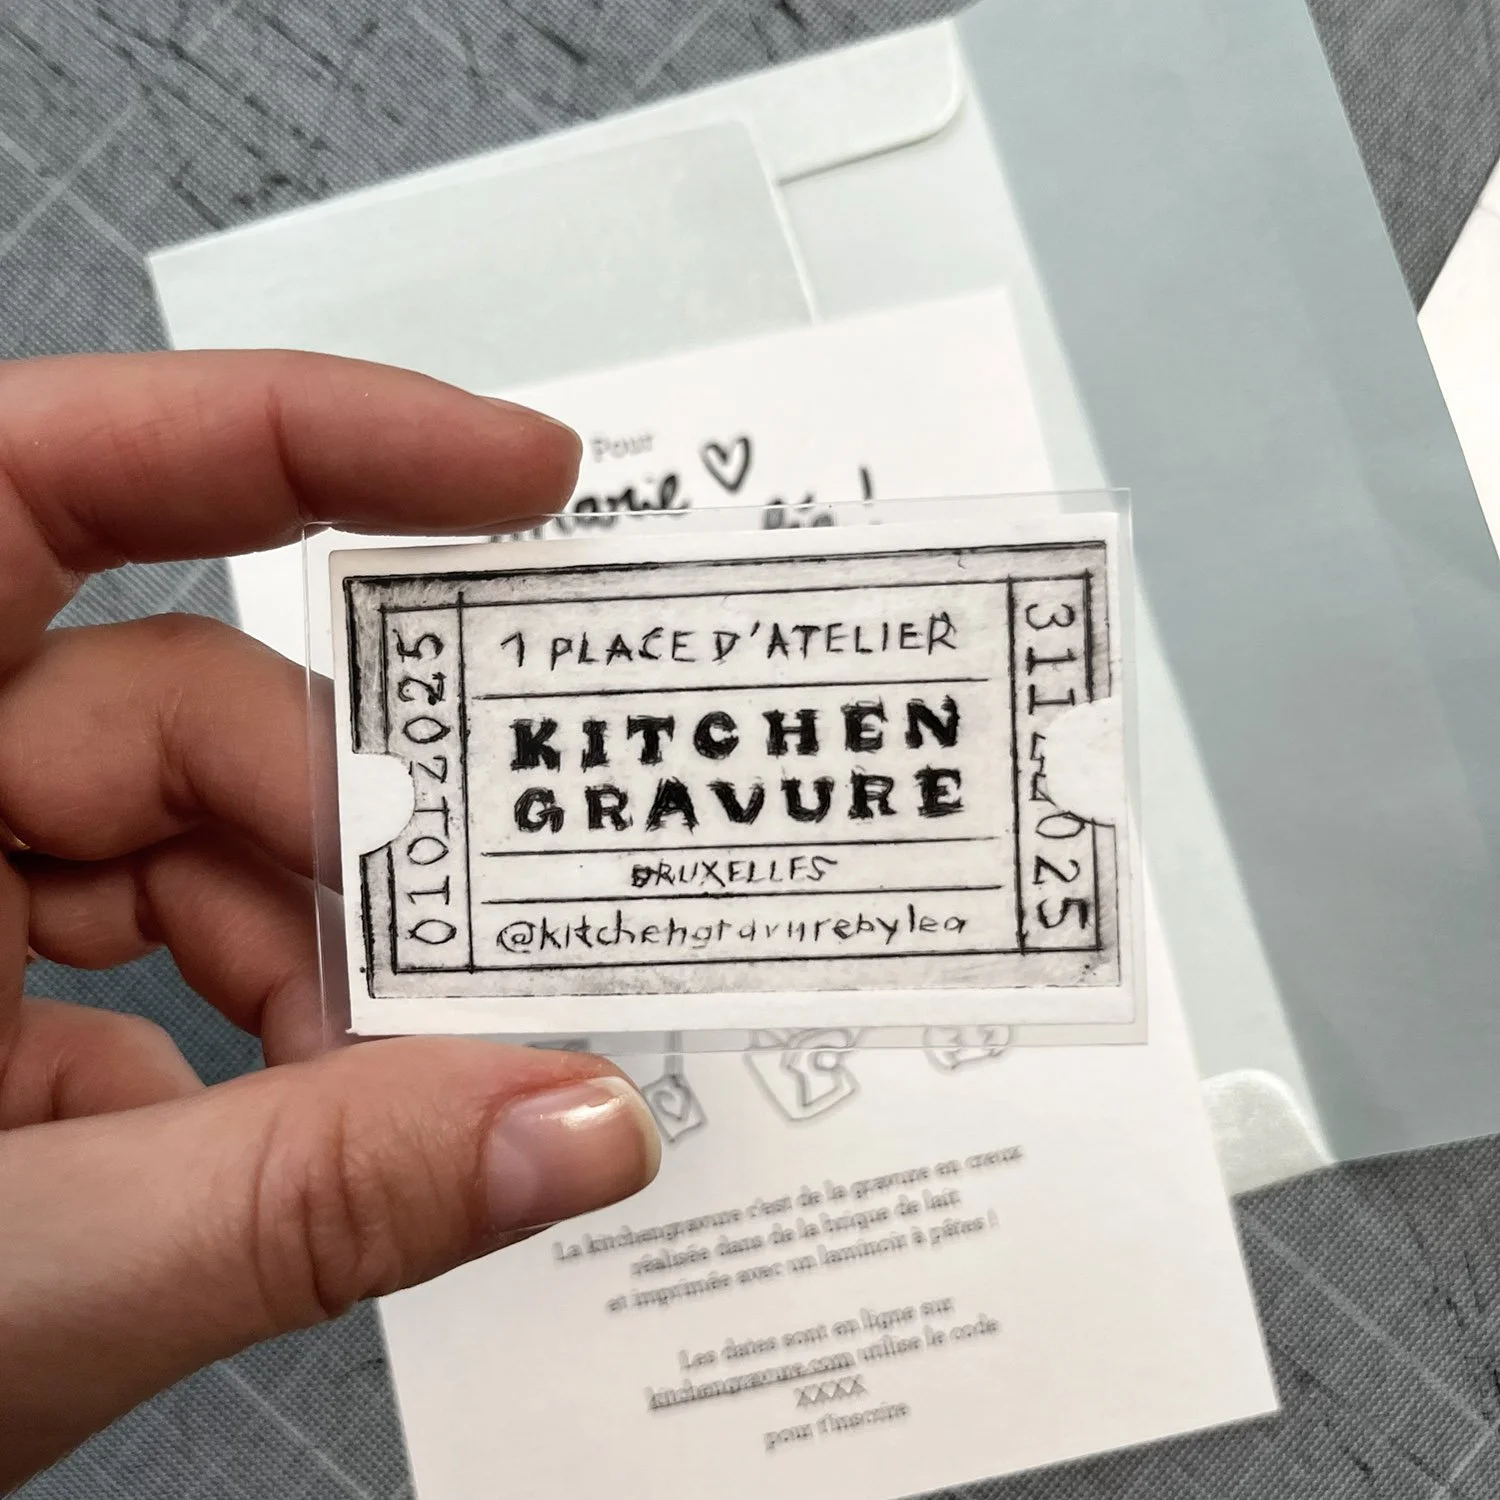 Pour
Marie
1 PLACE D'ATELIER
KITCHEN
GRAVURE
BRUXELLES
@kitchengravurebylea
01012025
31122025
La kitchengravure c'est de la gravure en creux
réalisée dans de la brique de lait
et imprimée avec un laminoir à pâtes !
Les dates sont en ligne sur
kitchengravure.com utilise le code
XXXX
pour t'inscrire